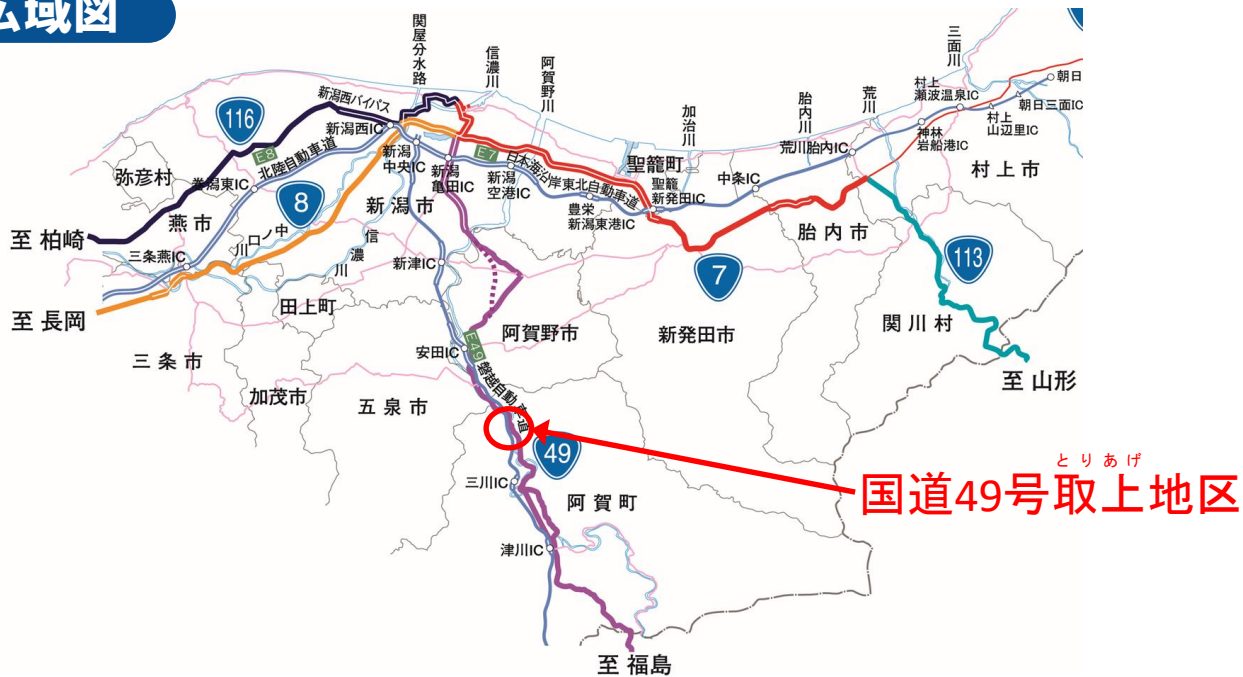 広域図
関屋分水路
信濃川
阿賀野川
加治川
胎内川
荒川
三面川
朝日
朝日三面IC
村上
瀬波温泉IC
村上
山辺里IC
神林
岩船港IC
荒川胎内IC
村上市
中条IC
聖籠町
聖籠
新発田IC
胎内市
豊栄
新潟東港IC
日本海沿岸東北自動車道
E7
新潟
空港IC
新潟
亀田IC
新潟
中央IC
新潟西IC
新潟西バイパス
116
E8
北陸自動車道
弥彦村
巻潟東IC
燕市
8
新潟市
至 柏崎
三条燕IC
中ノ口川
信濃川
新津IC
7
113
至 長岡
田上町
阿賀野市
新発田市
関川村
三条市
安田IC
E49
磐越自動車道
至 山形
加茂市
五泉市
49
三川IC
阿賀町
とりあげ
国道49号取上地区
津川IC
至 福島